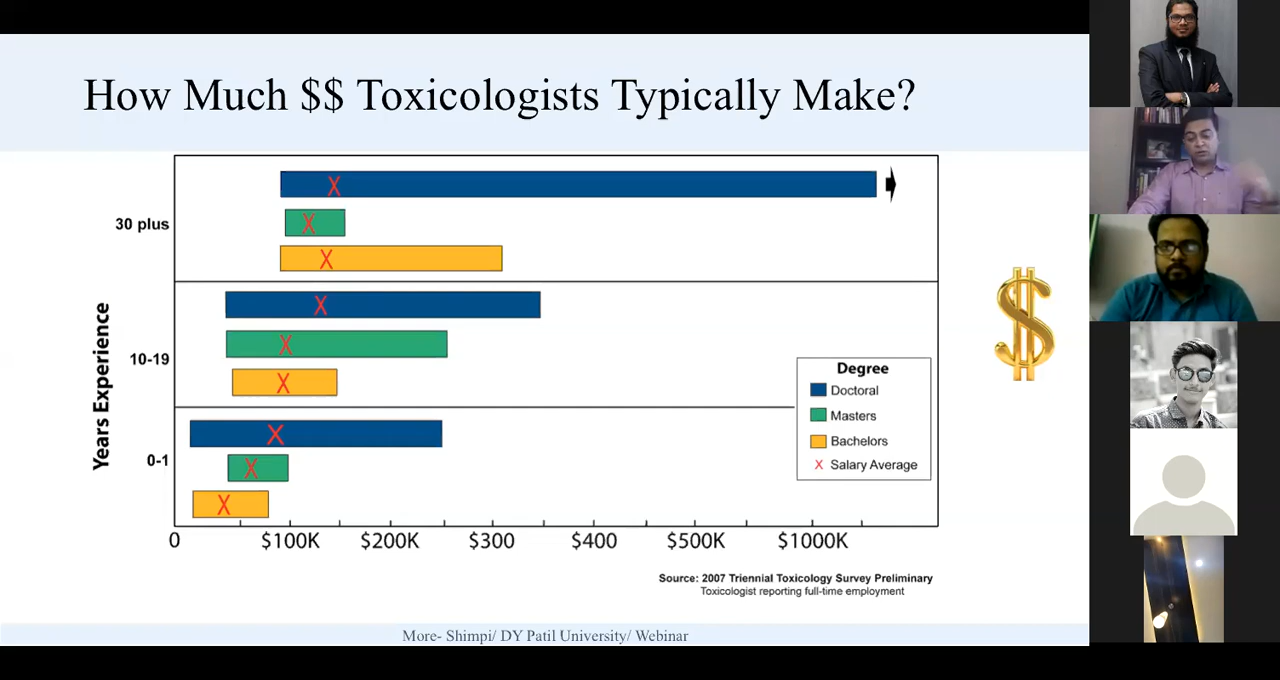 How Much $$ Toxicologists Typically Make?
30 plus
10-19
0-1
Years Experience
X
X
X
X
X
X
X
X
X
Degree
Doctoral
Masters
Bachelors
X Salary Average
0 $100K $200K $300 $400 $500K $1000K
$
Source: 2007 Triennial Toxicology Survey Preliminary
Toxicologist reporting full-time employment
More- Shimpi/ DY Patil University/ Webinar